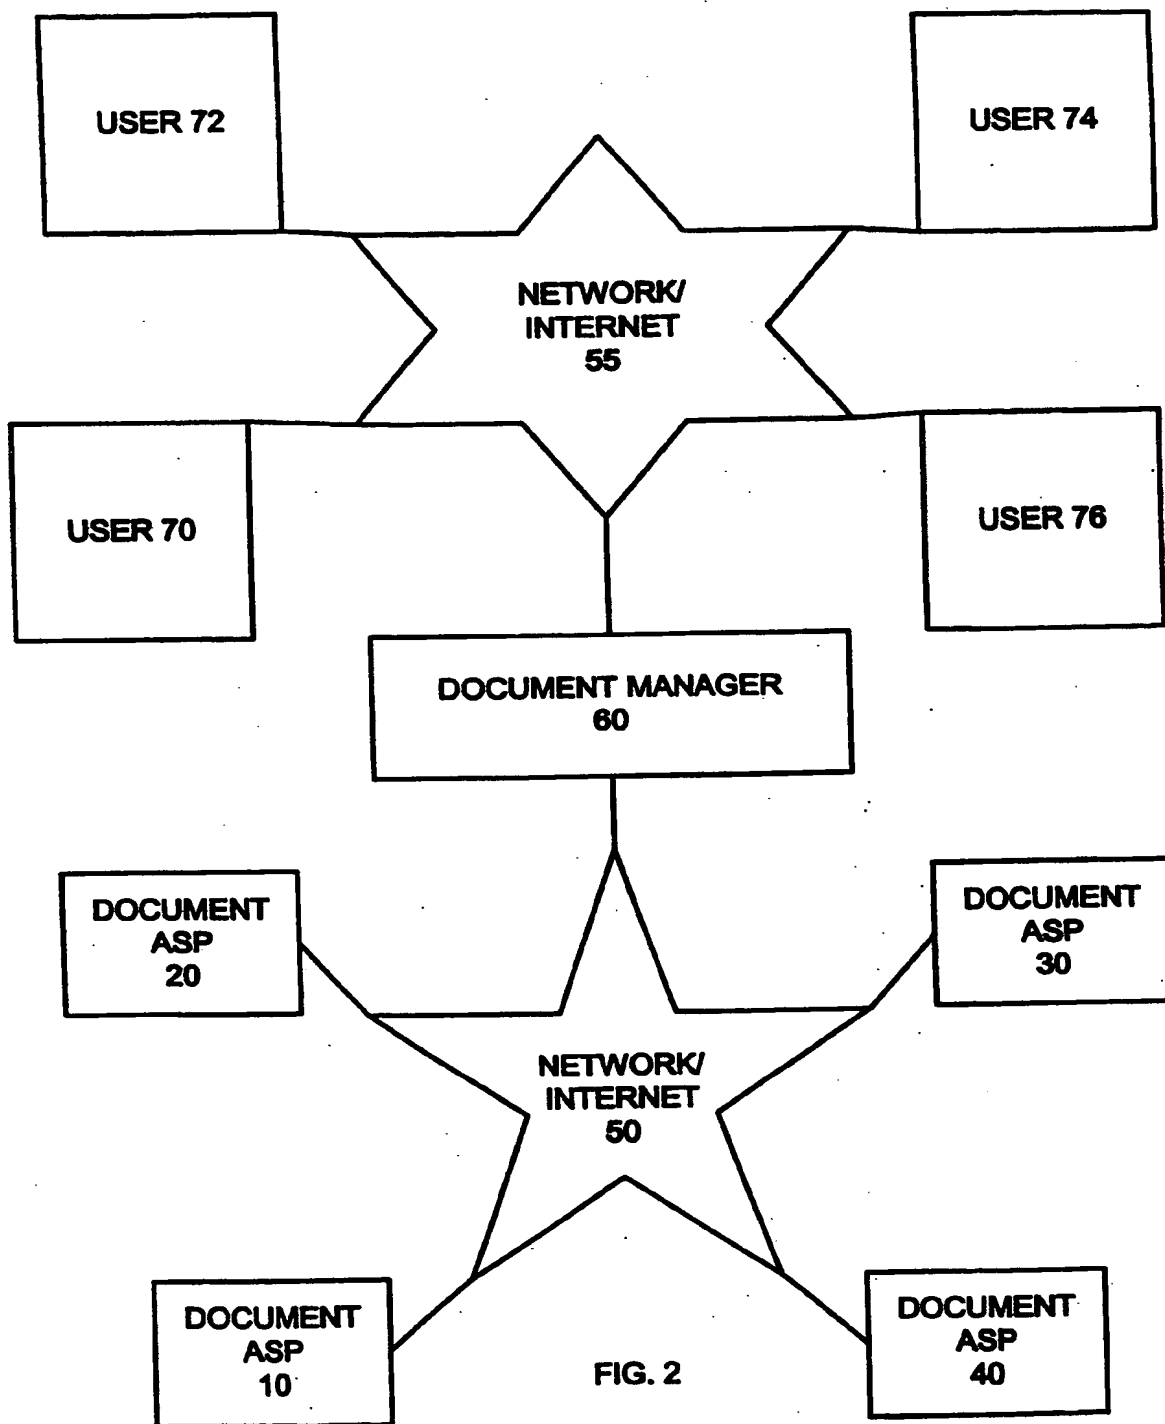 USER 72
USER 74
NETWORK/
INTERNET
55
USER 70
USER 76
DOCUMENT MANAGER
60
DOCUMENT
ASP
20
DOCUMENT
ASP
30
NETWORK/
INTERNET
50
DOCUMENT
ASP
10
DOCUMENT
ASP
40
FIG. 2